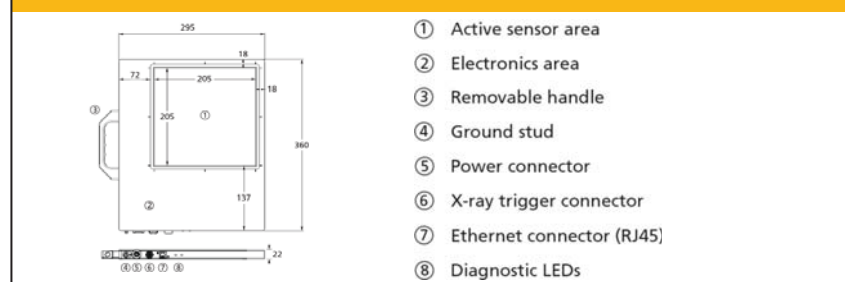 295
① Active sensor area
18
② Electronics area
72
205
18
③ Removable handle
③
205
①
④ Ground stud
360
⑤ Power connector
137
⑥ X-ray trigger connector
②
⑦ Ethernet connector (RJ45)
22
④⑤⑥⑦ ⑧
⑧ Diagnostic LEDs